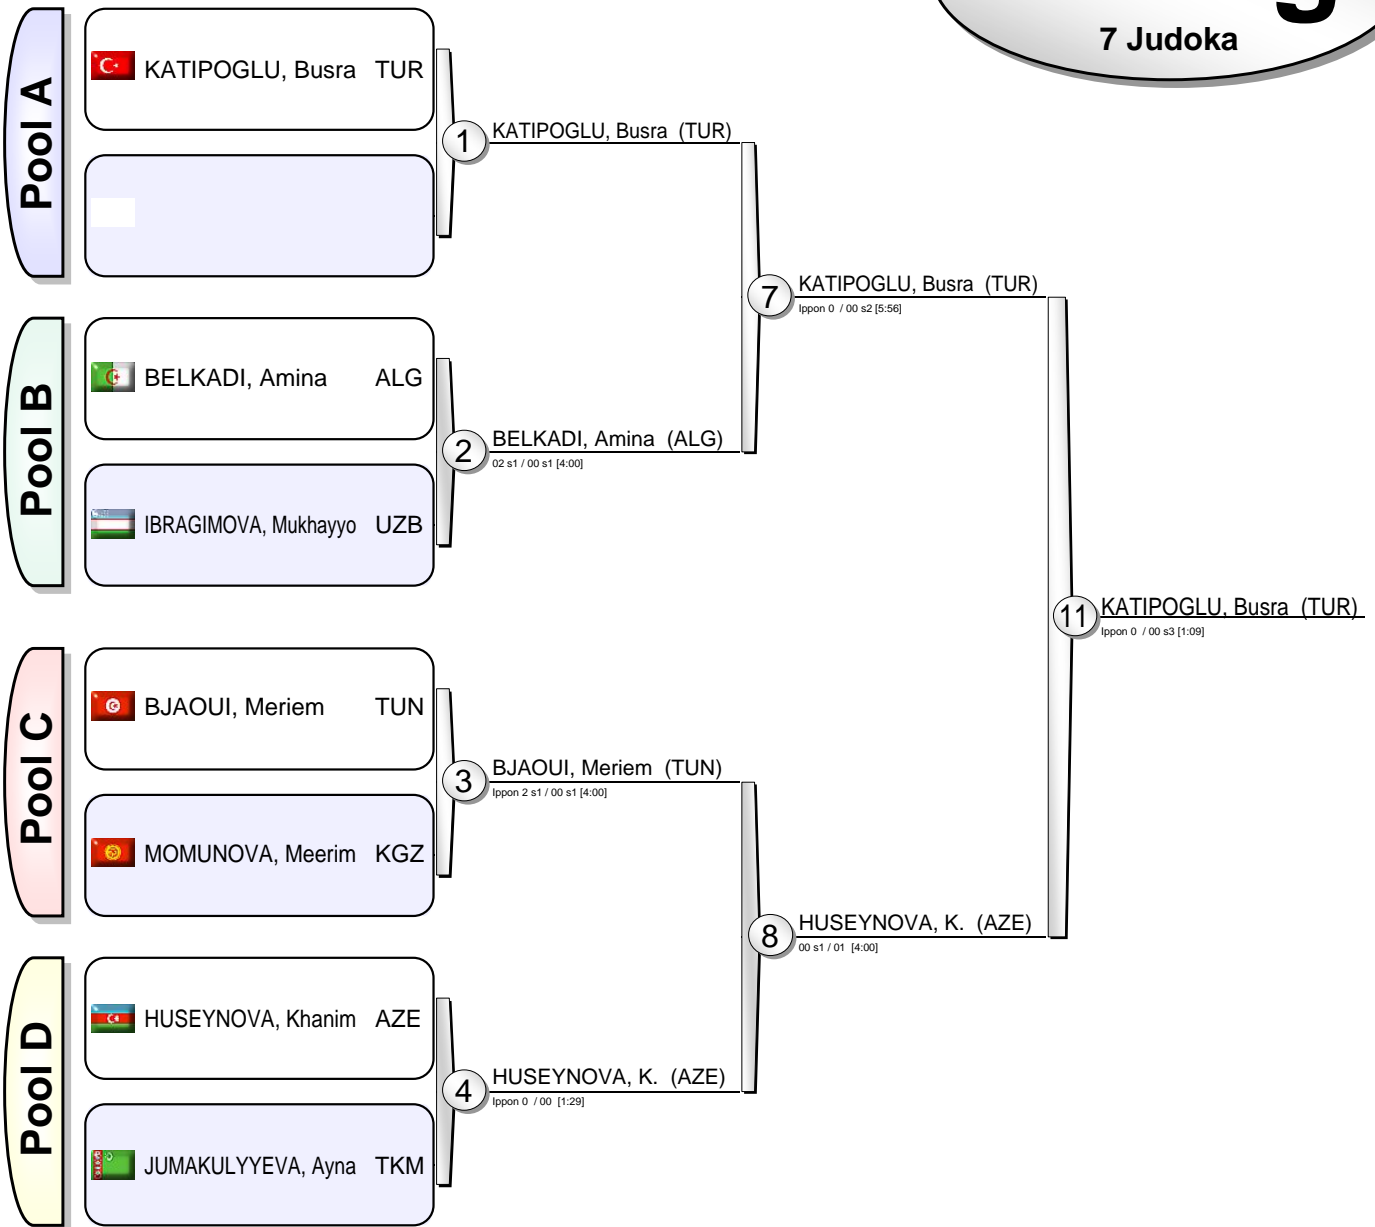 7 Judoka
Pool A
KATIPOGLU, Busra TUR
1
KATIPOGLU, Busra (TUR)
7
KATIPOGLU, Busra (TUR)
Ippon 0 / 00 s2 [5:56]
Pool B
BELKADI, Amina ALG
2
BELKADI, Amina (ALG)
02 s1 / 00 s1 [4:00]
IBRAGIMOVA, Mukhayyo UZB
11
KATIPOGLU, Busra (TUR)
Ippon 0 / 00 s3 [1:09]
Pool C
BJAOUI, Meriem TUN
3
BJAOUI, Meriem (TUN)
Ippon 2 s1 / 00 s1 [4:00]
MOMUNOVA, Meerim KGZ
8
HUSEYNOVA, K. (AZE)
00 s1 / 01 [4:00]
Pool D
HUSEYNOVA, Khanim AZE
4
HUSEYNOVA, K. (AZE)
Ippon 0 / 00 [1:29]
JUMAKULYYEVA, Ayna TKM